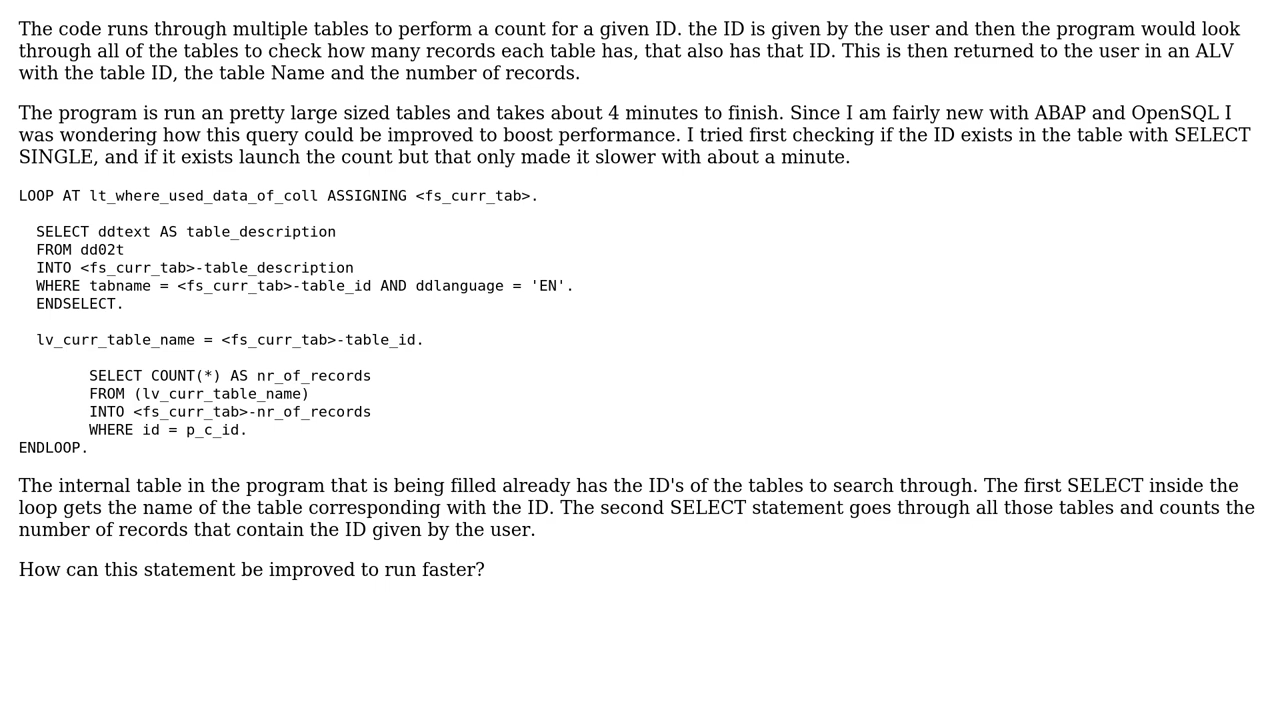 The code runs through multiple tables to perform a count for a given ID. the ID is given by the user and then the program would look
through all of the tables to check how many records each table has, that also has that ID. This is then returned to the user in an ALV
with the table ID, the table Name and the number of records.
The program is run an pretty large sized tables and takes about 4 minutes to finish. Since I am fairly new with ABAP and OpenSQL I
was wondering how this query could be improved to boost performance. I tried first checking if the ID exists in the table with SELECT
SINGLE, and if it exists launch the count but that only made it slower with about a minute.
LOOP AT lt_where_used_data_of_coll ASSIGNING <fs_curr_tab>.
  SELECT ddtext AS table_description
  FROM dd02t
  INTO <fs_curr_tab>-table_description
  WHERE tabname = <fs_curr_tab>-table_id AND ddlanguage = 'EN'.
  ENDSELECT.
  lv_curr_table_name = <fs_curr_tab>-table_id.
        SELECT COUNT(*) AS nr_of_records
        FROM (lv_curr_table_name)
        INTO <fs_curr_tab>-nr_of_records
        WHERE id = p_c_id.
ENDLOOP.
The internal table in the program that is being filled already has the ID's of the tables to search through. The first SELECT inside the
loop gets the name of the table corresponding with the ID. The second SELECT statement goes through all those tables and counts the
number of records that contain the ID given by the user.
How can this statement be improved to run faster?